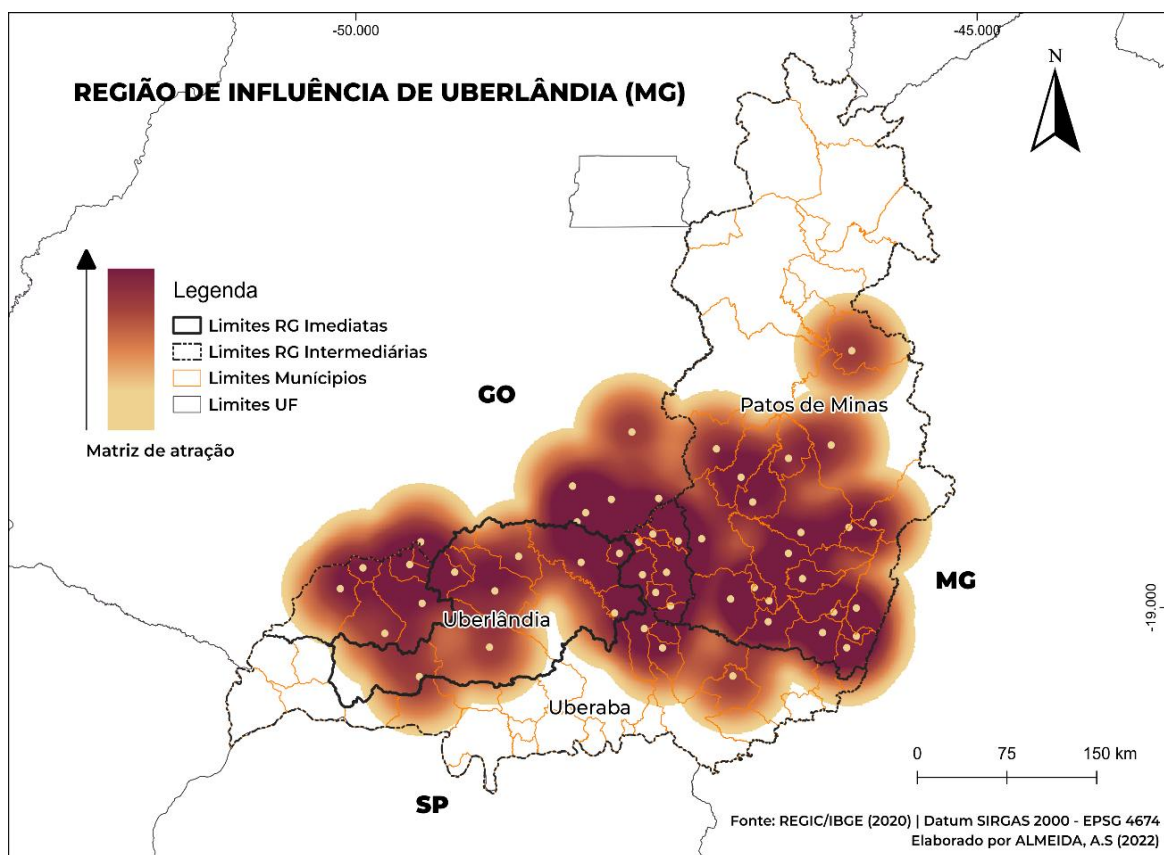 -50.000
-45.000
N
REGIÃO DE INFLUÊNCIA DE UBERLÂNDIA (MG)
Legenda
Limites RG Imediatas
Limites RG Intermediárias
Limites Munícipios
Limites UF
Matriz de atração
GO
Patos de Minas
MG
-19.000
Uberlândia
Uberaba
SP
0 75 150 km
Fonte: REGIC/IBGE (2020) | Datum SIRGAS 2000 - EPSG 4674
Elaborado por ALMEIDA, A.S (2022)